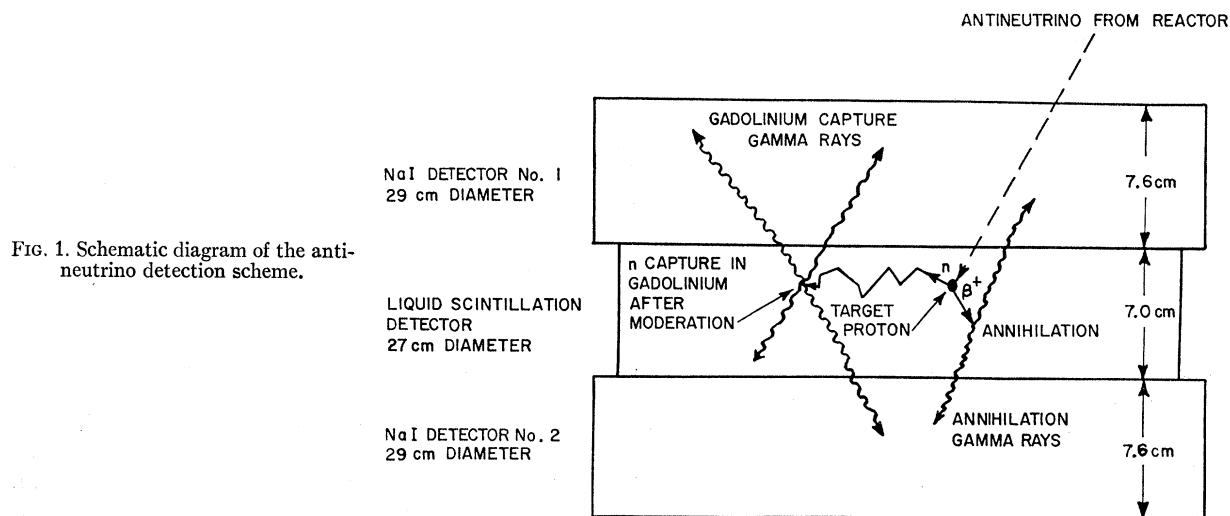 ANTINEUTRINO FROM REACTOR
GADOLINIUM CAPTURE
GAMMA RAYS
NaI DETECTOR No. 1
29 cm DIAMETER
7.6 cm
FIG. 1. Schematic diagram of the anti-
neutrino detection scheme.
n CAPTURE IN
GADOLINIUM
AFTER
MODERATION
n
β+
TARGET
PROTON
ANNIHILATION
7.0 cm
LIQUID SCINTILLATION
DETECTOR
27 cm DIAMETER
NaI DETECTOR No. 2
29 cm DIAMETER
ANNIHILATION
GAMMA RAYS
7.6 cm